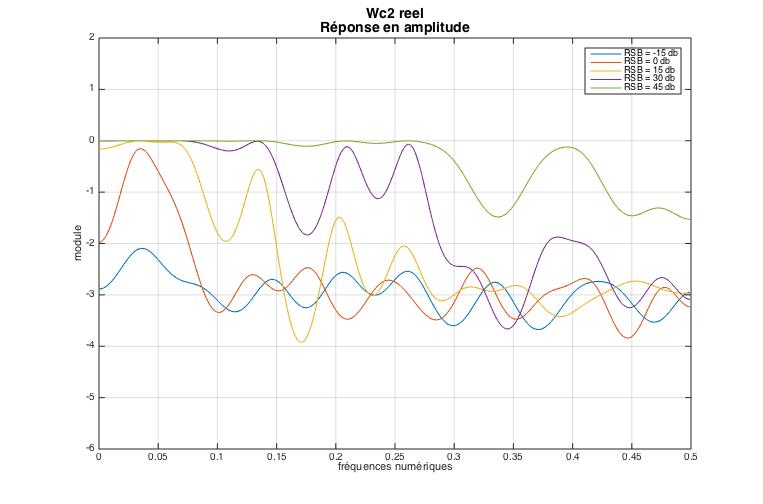 Wc2 reel
Réponse en amplitude
2
1
0
-1
-2
-3
-4
-5
-6
module
RSB = -15 db
RSB = 0 db
RSB = 15 db
RSB = 30 db
RSB = 45 db
0 0.05 0.1 0.15 0.2 0.25 0.3 0.35 0.4 0.45 0.5
fréquences numériques